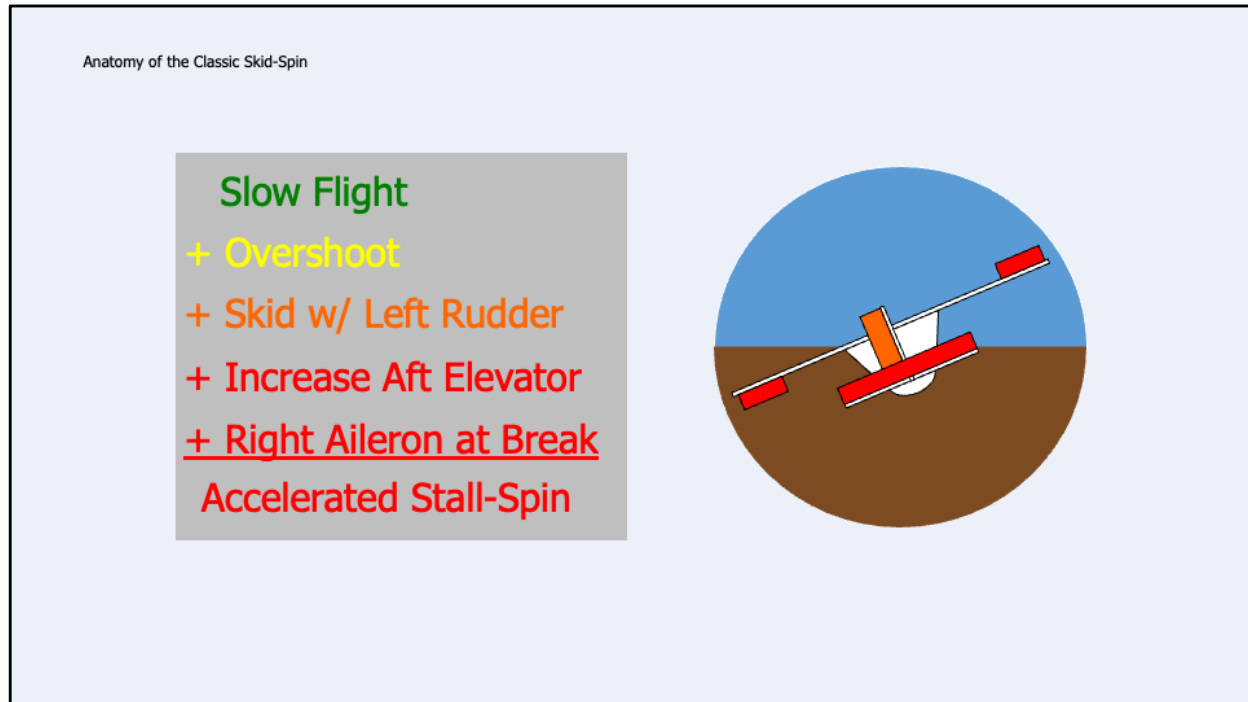 Anatomy of the Classic Skid-Spin
Slow Flight
+ Overshoot
+ Skid w/ Left Rudder
+ Increase Aft Elevator
+ Right Aileron at Break
Accelerated Stall-Spin